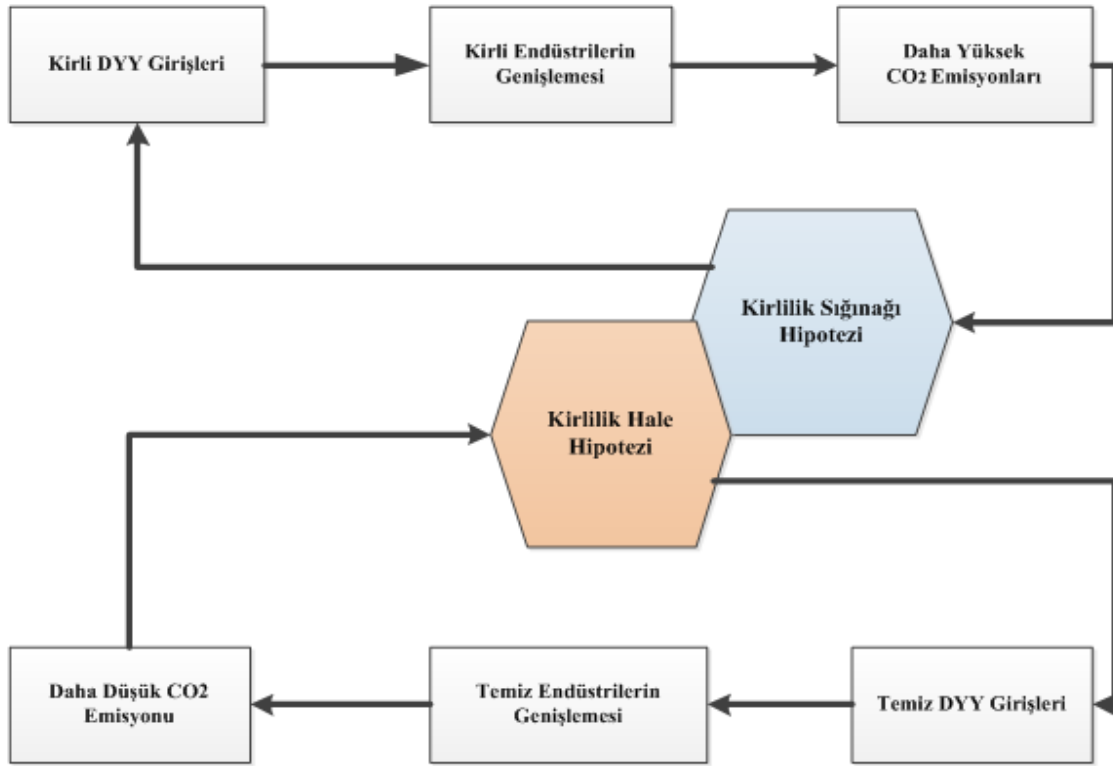 Kirli DYY Girişleri
Kirli Endüstrilerin
Genişlemesi
Daha Yüksek
CO2 Emisyonları
Kirlilik Sığınağı
Hipotezi
Kirlilik Hale
Hipotezi
Daha Düşük CO2
Emisyonu
Temiz Endüstrilerin
Genişlemesi
Temiz DYY Girişleri